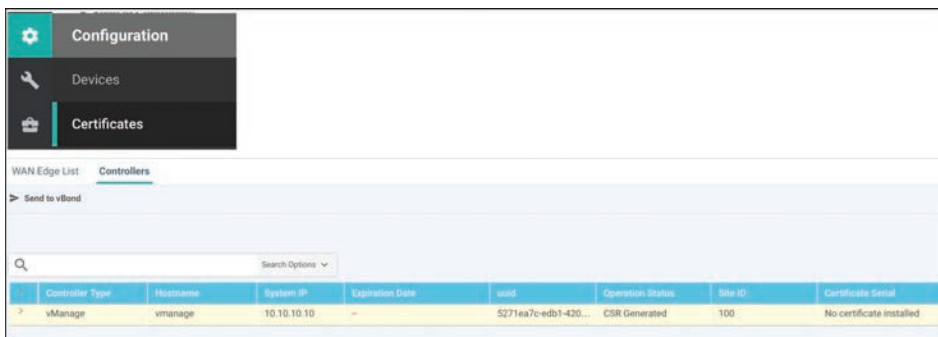 Configuration
Devices
Certificates
WAN Edge List Controllers
Send to vBond
Search Options
Controller Type Hostname System IP Expiration Date uuid Operation Status Site ID Certificate Serial
vManage vmanage 10.10.10.10 – 5271ea7c-edb1-420... CSR Generated 100 No certificate installed